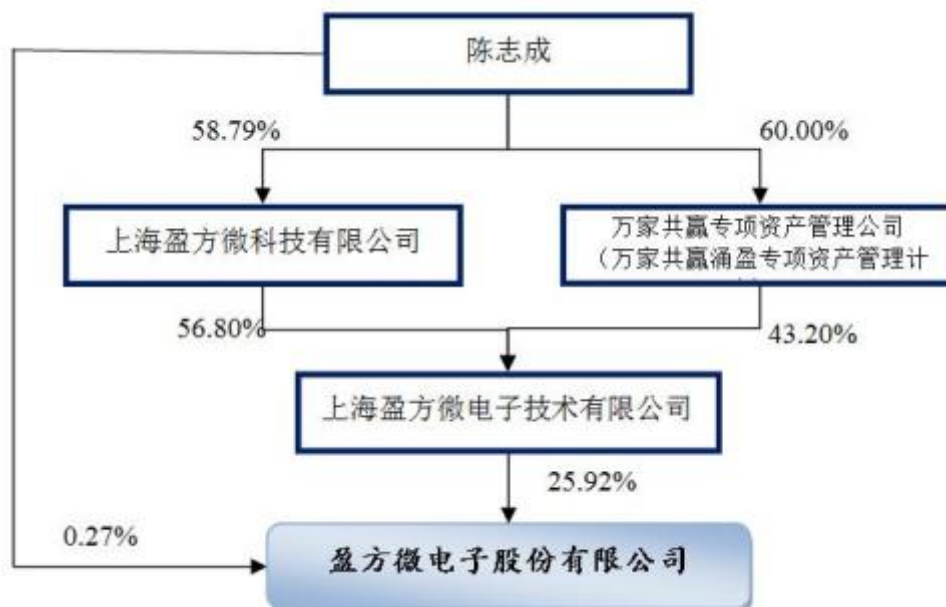 陈志成
58.79%
60.00%
上海盈方微科技有限公司
万家共赢专项资产管理公司
（万家共赢涌盈专项资产管理计
56.80%
43.20%
上海盈方微电子技术有限公司
25.92%
0.27%
盈方微电子股份有限公司